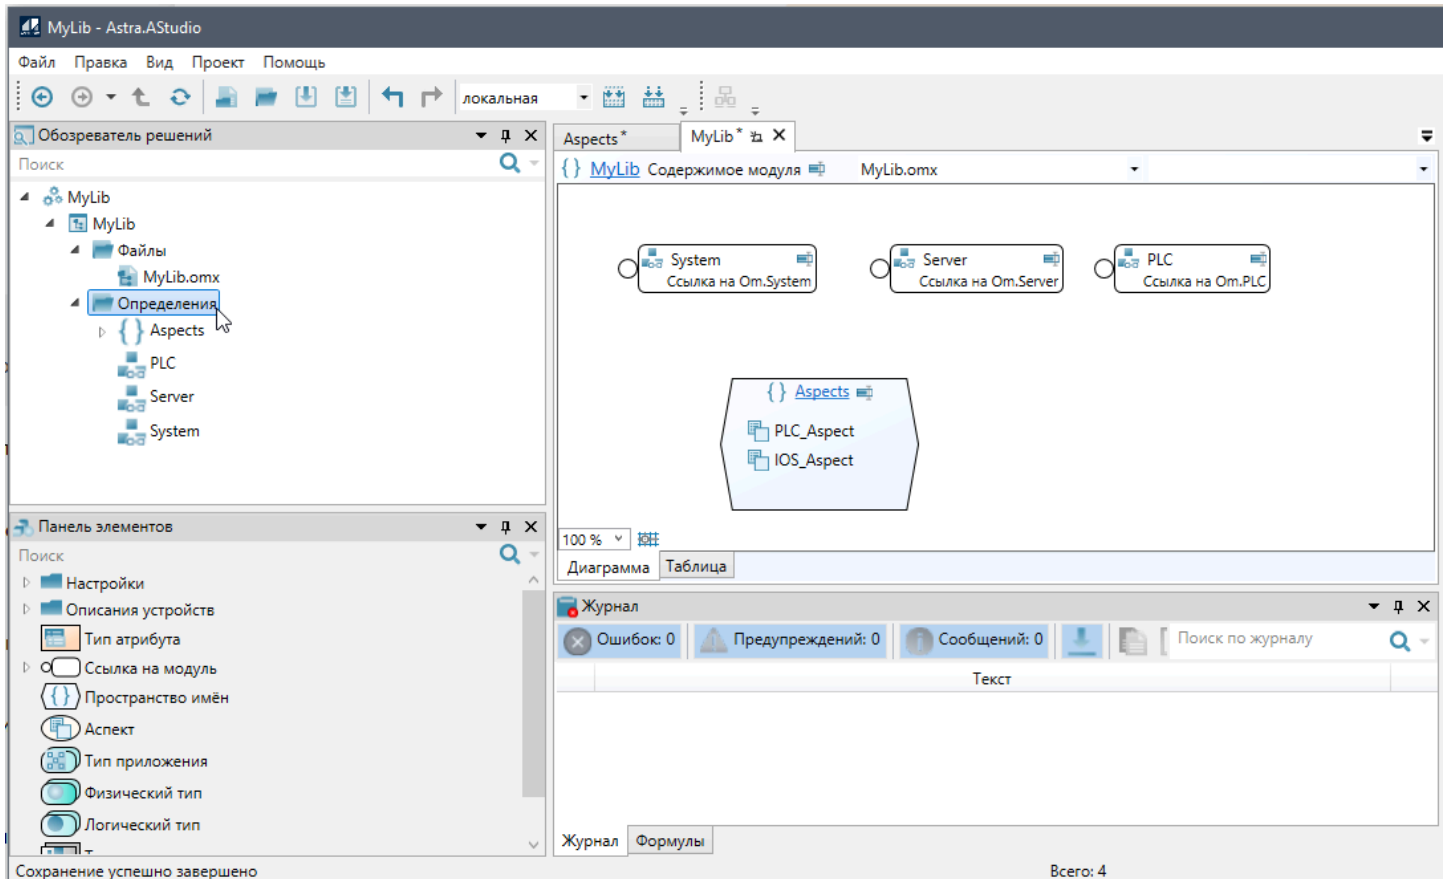 MyLib - Astra.AStudio
Файл Правка Вид Проект Помощь
локальная
Обозреватель решений
Поиск
MyLib
MyLib
Файлы
MyLib.omx
Определения
Aspects
PLC
Server
System
Панель элементов
Поиск
Настройки
Описания устройств
Тип атрибута
Ссылка на модуль
Пространство имён
Аспект
Тип приложения
Физический тип
Логический тип
Aspects* MyLib*
{ } MyLib Содержимое модуля MyLib.omx
System
Ссылка на Om.System
Server
Ссылка на Om.Server
PLC
Ссылка на Om.PLC
{ } Aspects
PLC_Aspect
IOS_Aspect
100 %
Диаграмма Таблица
Журнал
Ошибок: 0 Предупреждений: 0 Сообщений: 0 Поиск по журналу
Текст
Журнал Формулы
Сохранение успешно завершено Всего: 4